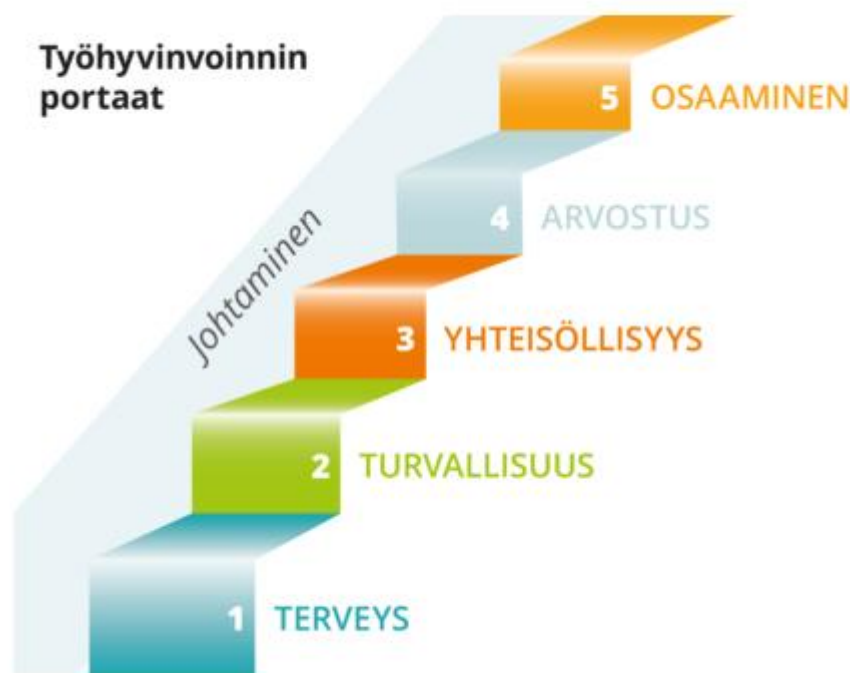 Työhyvinvoinnin
portaat
5 OSAAMINEN
4 ARVOSTUS
Johtaminen
3 YHTEISÖLLISYYS
2 TURVALLISUUS
1 TERVEYS